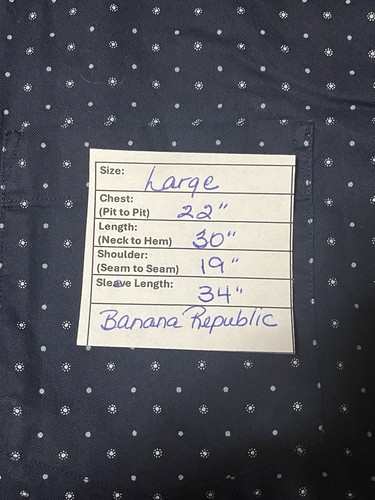 Size: Large
Chest:
(Pit to Pit) 22"
Length:
(Neck to Hem) 30"
Shoulder:
(Seam to Seam) 19"
Sleave Length: 34"
Banana Republic